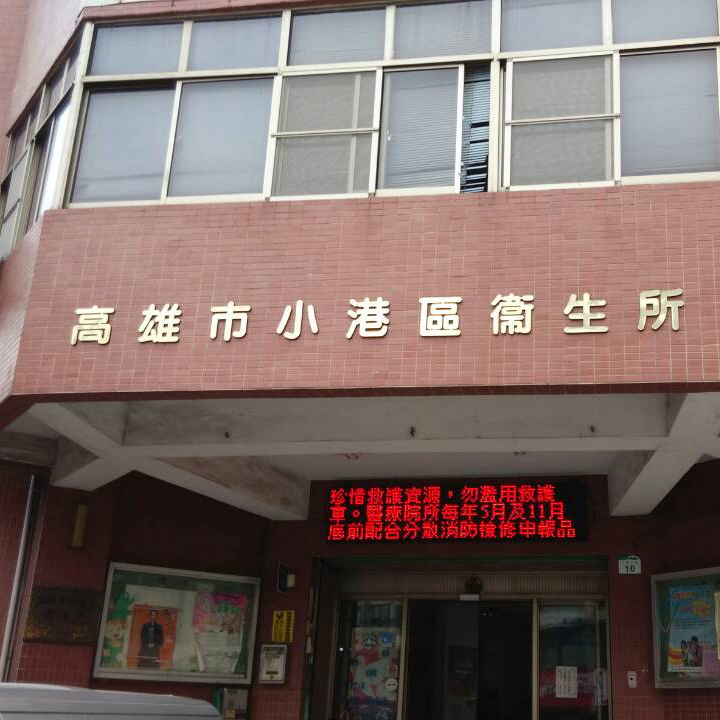 高雄市小港區衞生所
珍惜救護資源，勿濫用救護
車。醫療院所每年5月及11月
底前配合分散消防檢修申報品
10